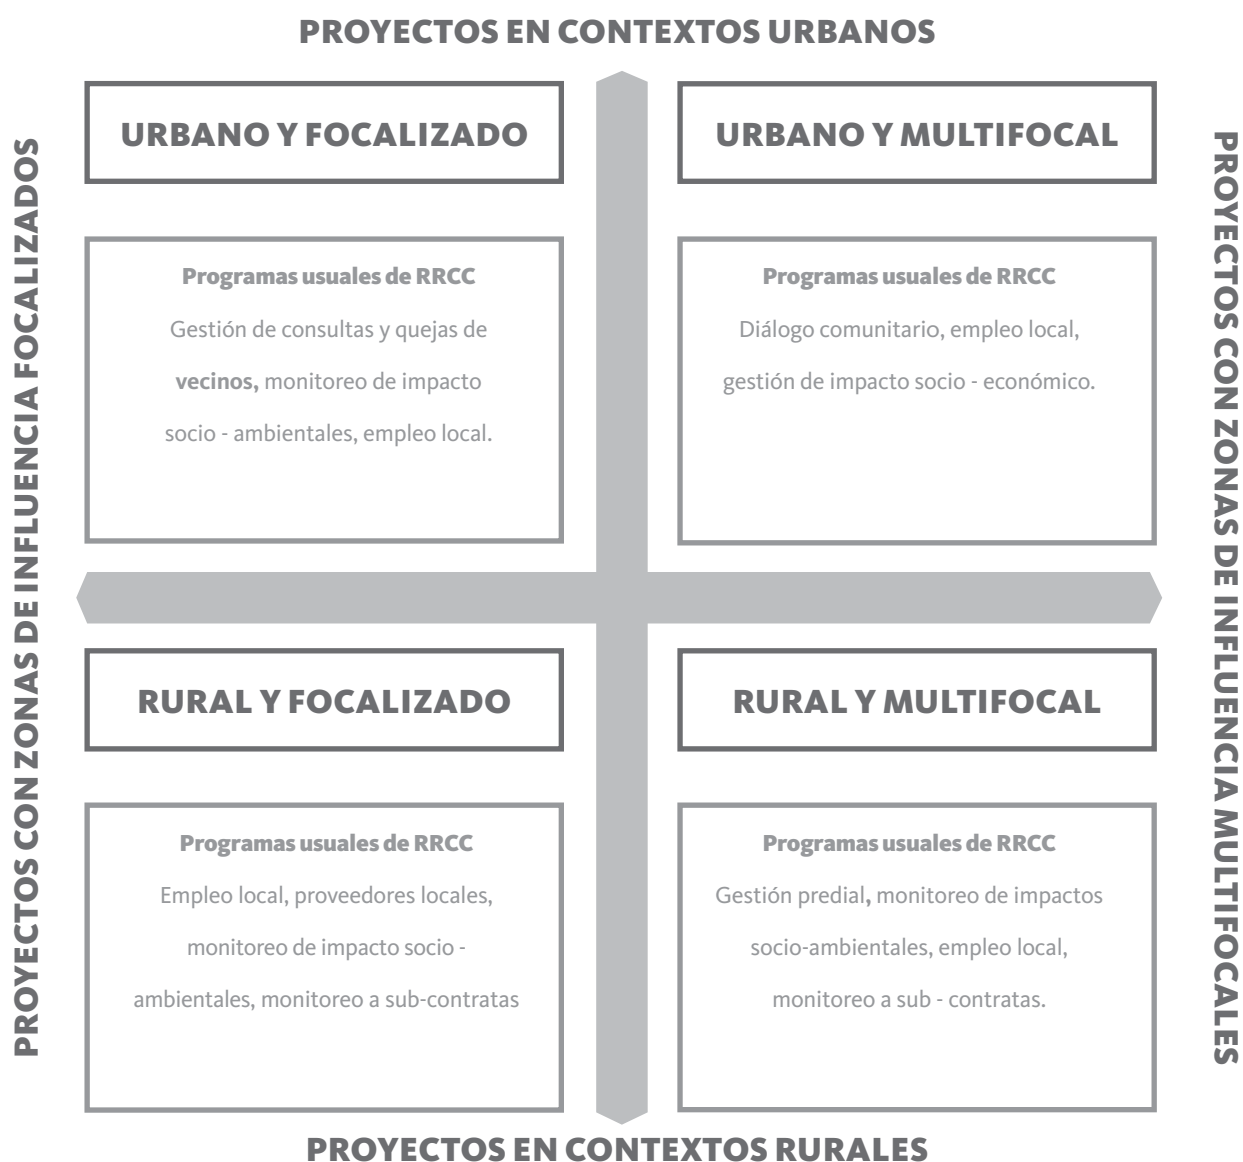 PROYECTOS EN CONTEXTOS URBANOS
PROYECTOS CON ZONAS DE INFLUENCIA FOCALIZADOS
URBANO Y FOCALIZADO
Programas usuales de RRCC
Gestión de consultas y quejas de
vecinos, monitoreo de impacto
socio - ambientales, empleo local.
URBANO Y MULTIFOCAL
Programas usuales de RRCC
Diálogo comunitario, empleo local,
gestión de impacto socio - económico.
RURAL Y FOCALIZADO
Programas usuales de RRCC
Empleo local, proveedores locales,
monitoreo de impacto socio -
ambientales, monitoreo a sub-contratas
RURAL Y MULTIFOCAL
Programas usuales de RRCC
Gestión predial, monitoreo de impactos
socio-ambientales, empleo local,
monitoreo a sub - contratas.
PROYECTOS CON ZONAS DE INFLUENCIA MULTIFOCALES
PROYECTOS EN CONTEXTOS RURALES